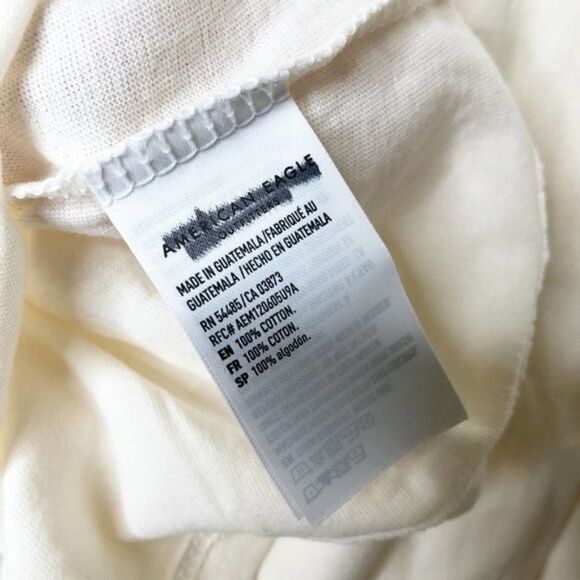 AMERICAN EAGLE
OUTFITTERS
MADE IN GUATEMALA/FABRIQUÉ AU
GUATEMALA /HECHO EN GUATEMALA
RN 54485/CA 03873
RFC# AEM120605U9A
EN 100% COTTON.
FR 100% COTON.
SP 100% algodón.